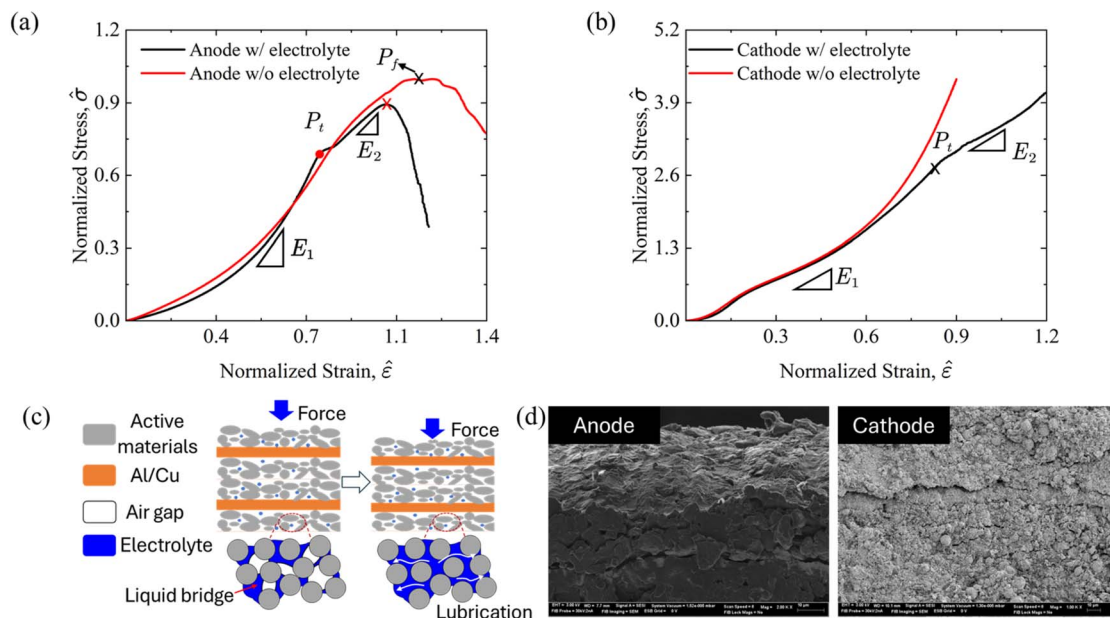 (a)
1.2
0.9
0.6
0.3
0.0
Normalized Stress, σ̂
Anode w/ electrolyte
Anode w/o electrolyte
P_f
P_t
E_2
E_1
0.4
0.7
1.1
1.4
Normalized Strain, ε̂
(b)
5.2
3.9
2.6
1.3
0.0
Normalized Stress, σ̂
Cathode w/ electrolyte
Cathode w/o electrolyte
P_t
E_2
E_1
0.0
0.3
0.6
0.9
1.2
Normalized Strain, ε̂
(c)
Active
materials
Al/Cu
Air gap
Electrolyte
Force
Force
Liquid bridge
Lubrication
(d)
Anode
Cathode